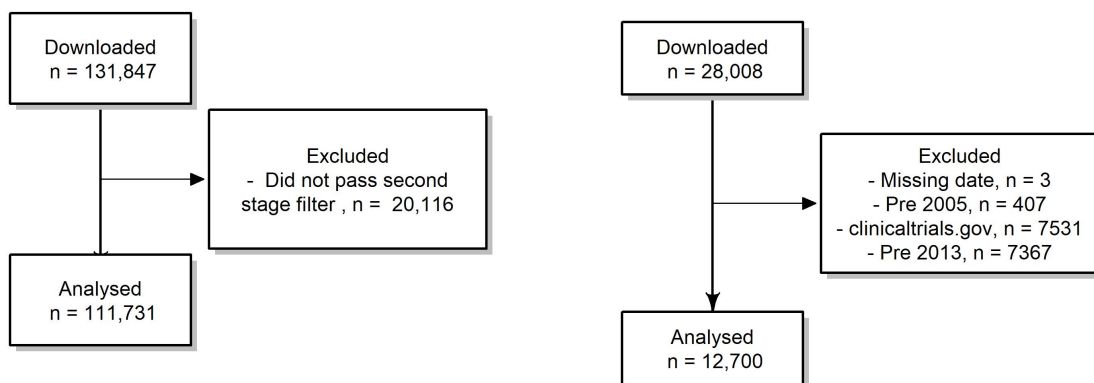 Downloaded
n = 131,847
Excluded
- Did not pass second
stage filter , n = 20,116
Analysed
n = 111,731
Downloaded
n = 28,008
Excluded
- Missing date, n = 3
- Pre 2005, n = 407
- clinicaltrials.gov, n = 7531
- Pre 2013, n = 7367
Analysed
n = 12,700